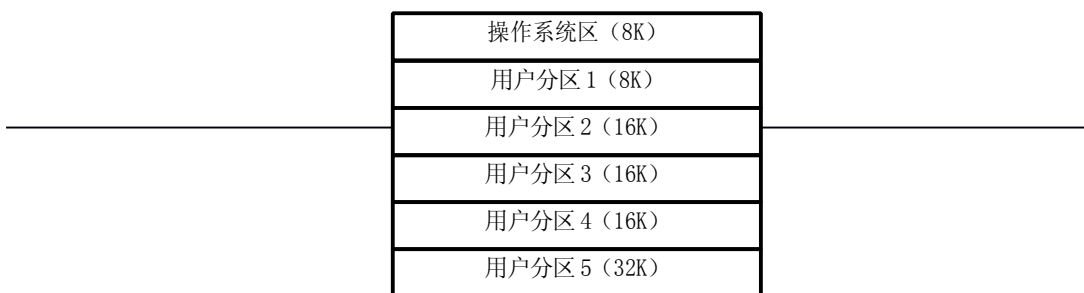 操作系统区（8K）
用户分区1（8K）
用户分区2（16K）
用户分区3（16K）
用户分区4（16K）
用户分区5（32K）